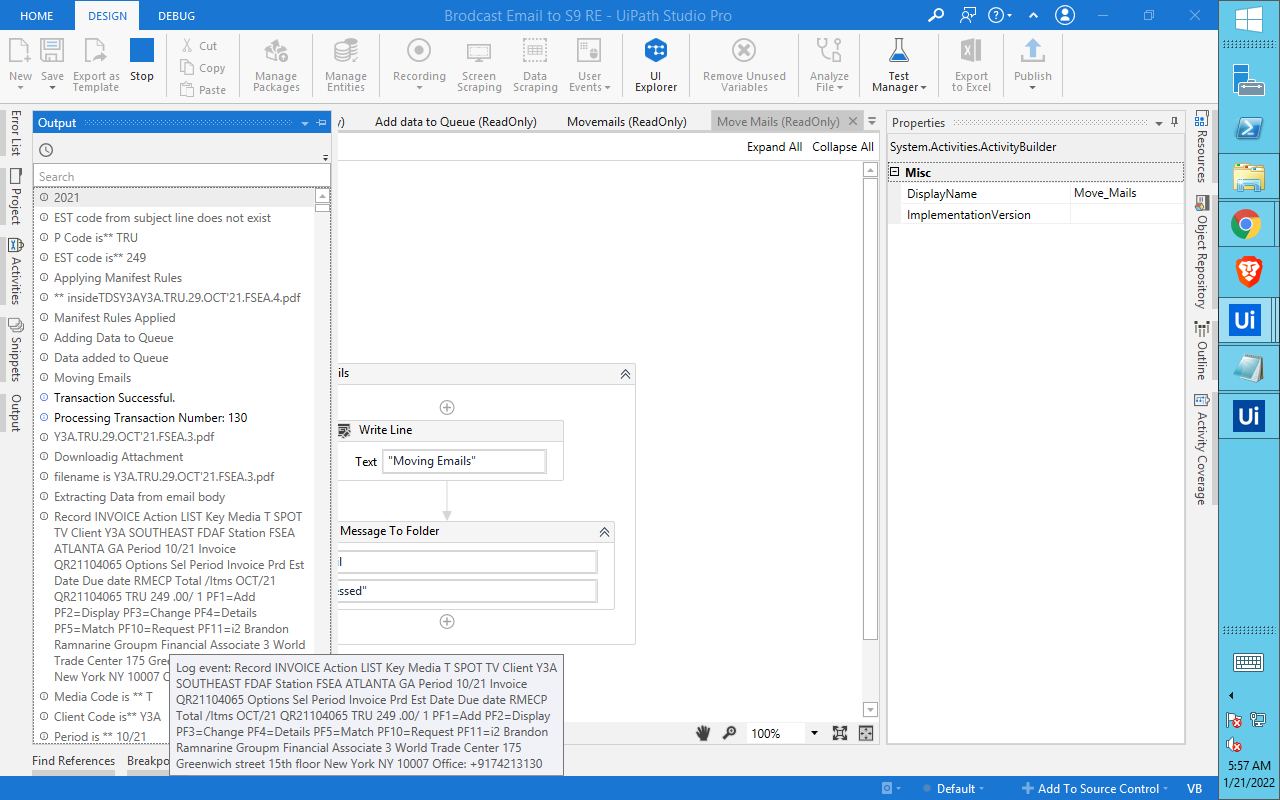 HOME DESIGN DEBUG Brodcast Email to S9 RE - UiPath Studio Pro
New Save Export as Template Stop
Cut
Copy
Paste
Manage Packages
Manage Entities
Recording
Screen Scraping
Data Scraping
User Events
UI Explorer
Remove Unused Variables
Analyze File
Test Manager
Export to Excel
Publish
Error List
Project
Activities
Snippets
Output
Output
Search
2021
EST code from subject line does not exist
P Code is** TRU
EST code is** 249
Applying Manifest Rules
** insideTDSY3AY3A.TRU.29.OCT'21.FSEA.4.pdf
Manifest Rules Applied
Adding Data to Queue
Data added to Queue
Moving Emails
Transaction Successful.
Processing Transaction Number: 130
Y3A.TRU.29.OCT'21.FSEA.3.pdf
Downloadig Attachment
filename is Y3A.TRU.29.OCT'21.FSEA.3.pdf
Extracting Data from email body
Record INVOICE Action LIST Key Media T SPOT
TV Client Y3A SOUTHEAST FDAF Station FSEA
ATLANTA GA Period 10/21 Invoice
QR21104065 Options Sel Period Invoice Prd Est
Date Due date RMECP Total /Itms OCT/21
QR21104065 TRU 249 .00/ 1 PF1=Add
PF2=Display PF3=Change PF4=Details
PF5=Match PF10=Request PF11=i2 Brandon
Ramnarine Groupm Financial Associate 3 World
Trade Center 175 Gre
New York NY 10007 O
Media Code is ** T
Client Code is** Y3A
Period is ** 10/21
Find References Breakpo
y) Add data to Queue (ReadOnly) Movemails (ReadOnly) Move Mails (ReadOnly)
Expand All Collapse All
ils
Write Line
Text "Moving Emails"
Message To Folder
il
essed"
Log event: Record INVOICE Action LIST Key Media T SPOT TV Client Y3A
SOUTHEAST FDAF Station FSEA ATLANTA GA Period 10/21 Invoice
QR21104065 Options Sel Period Invoice Prd Est Date Due date RMECP
Total /Itms OCT/21 QR21104065 TRU 249 .00/ 1 PF1=Add PF2=Display
PF3=Change PF4=Details PF5=Match PF10=Request PF11=i2 Brandon
Ramnarine Groupm Financial Associate 3 World Trade Center 175
Greenwich street 15th floor New York NY 10007 Office: +9174213130
100%
Properties
System.Activities.ActivityBuilder
Misc
DisplayName Move_Mails
ImplementationVersion
Resources
Object Repository
Outline
Activity Coverage
Default Add To Source Control VB
Ui
Ui
5:57 AM
1/21/2022